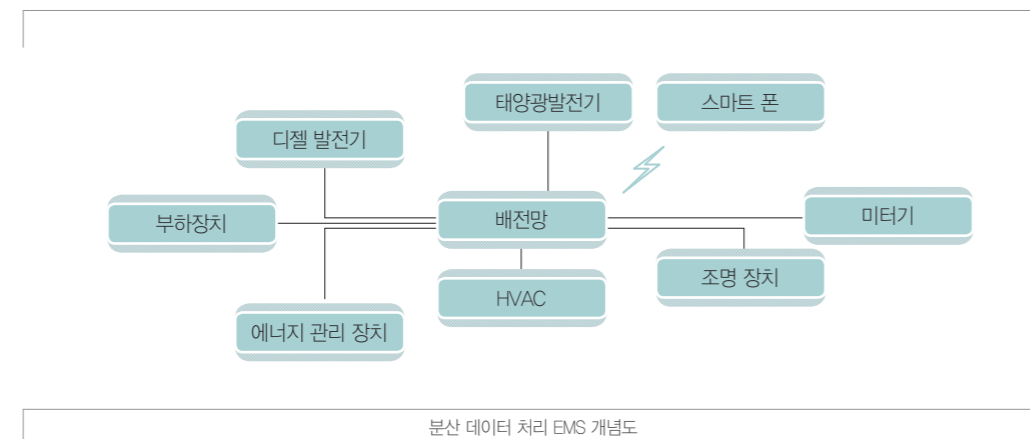 태양광발전기
스마트 폰
디젤 발전기
부하장치
배전망
미터기
조명 장치
HVAC
에너지 관리 장치
분산 데이터 처리 EMS 개념도